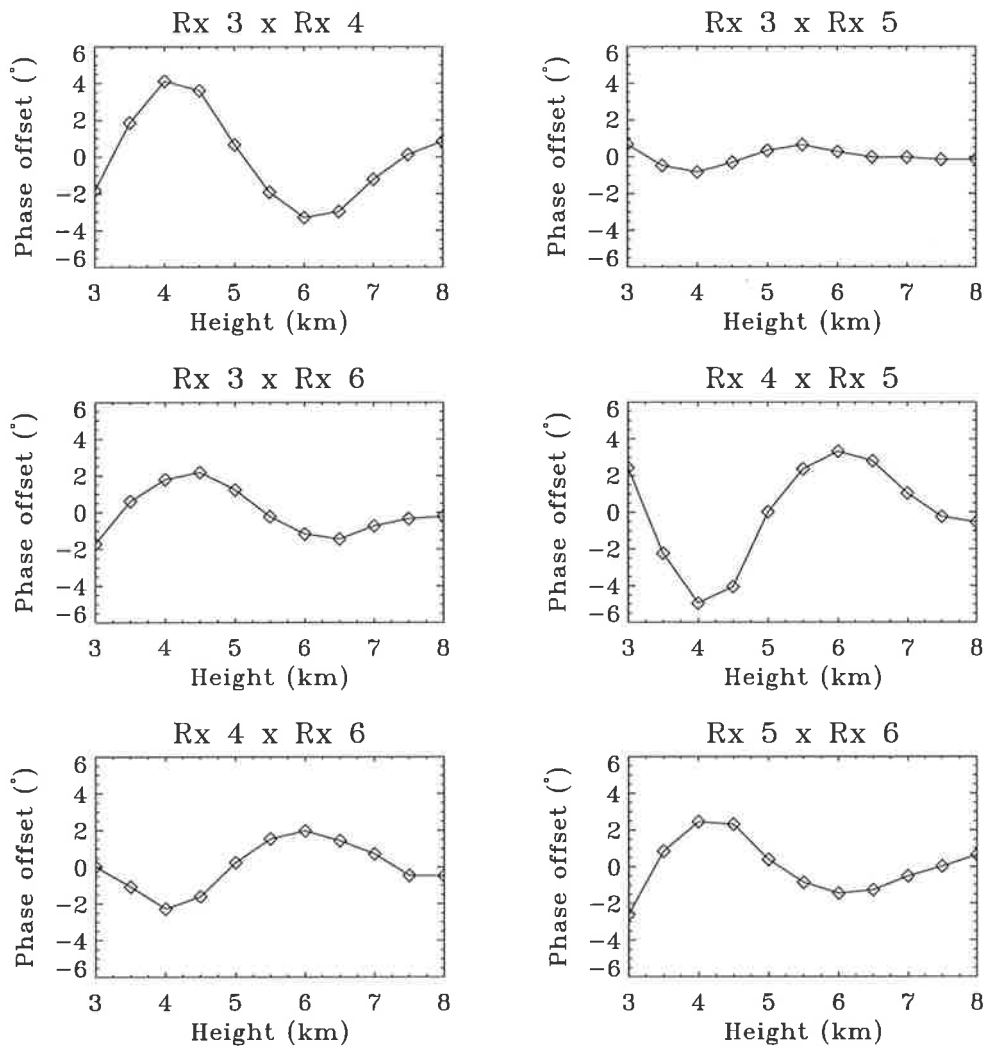 Rx 3 x Rx 4
Phase offset (°)
6
4
2
0
−2
−4
−6
3 4 5 6 7 8
Height (km)
Rx 3 x Rx 5
Phase offset (°)
6
4
2
0
−2
−4
−6
3 4 5 6 7 8
Height (km)
Rx 3 x Rx 6
Phase offset (°)
6
4
2
0
−2
−4
−6
3 4 5 6 7 8
Height (km)
Rx 4 x Rx 5
Phase offset (°)
6
4
2
0
−2
−4
−6
3 4 5 6 7 8
Height (km)
Rx 4 x Rx 6
Phase offset (°)
6
4
2
0
−2
−4
−6
3 4 5 6 7 8
Height (km)
Rx 5 x Rx 6
Phase offset (°)
6
4
2
0
−2
−4
−6
3 4 5 6 7 8
Height (km)